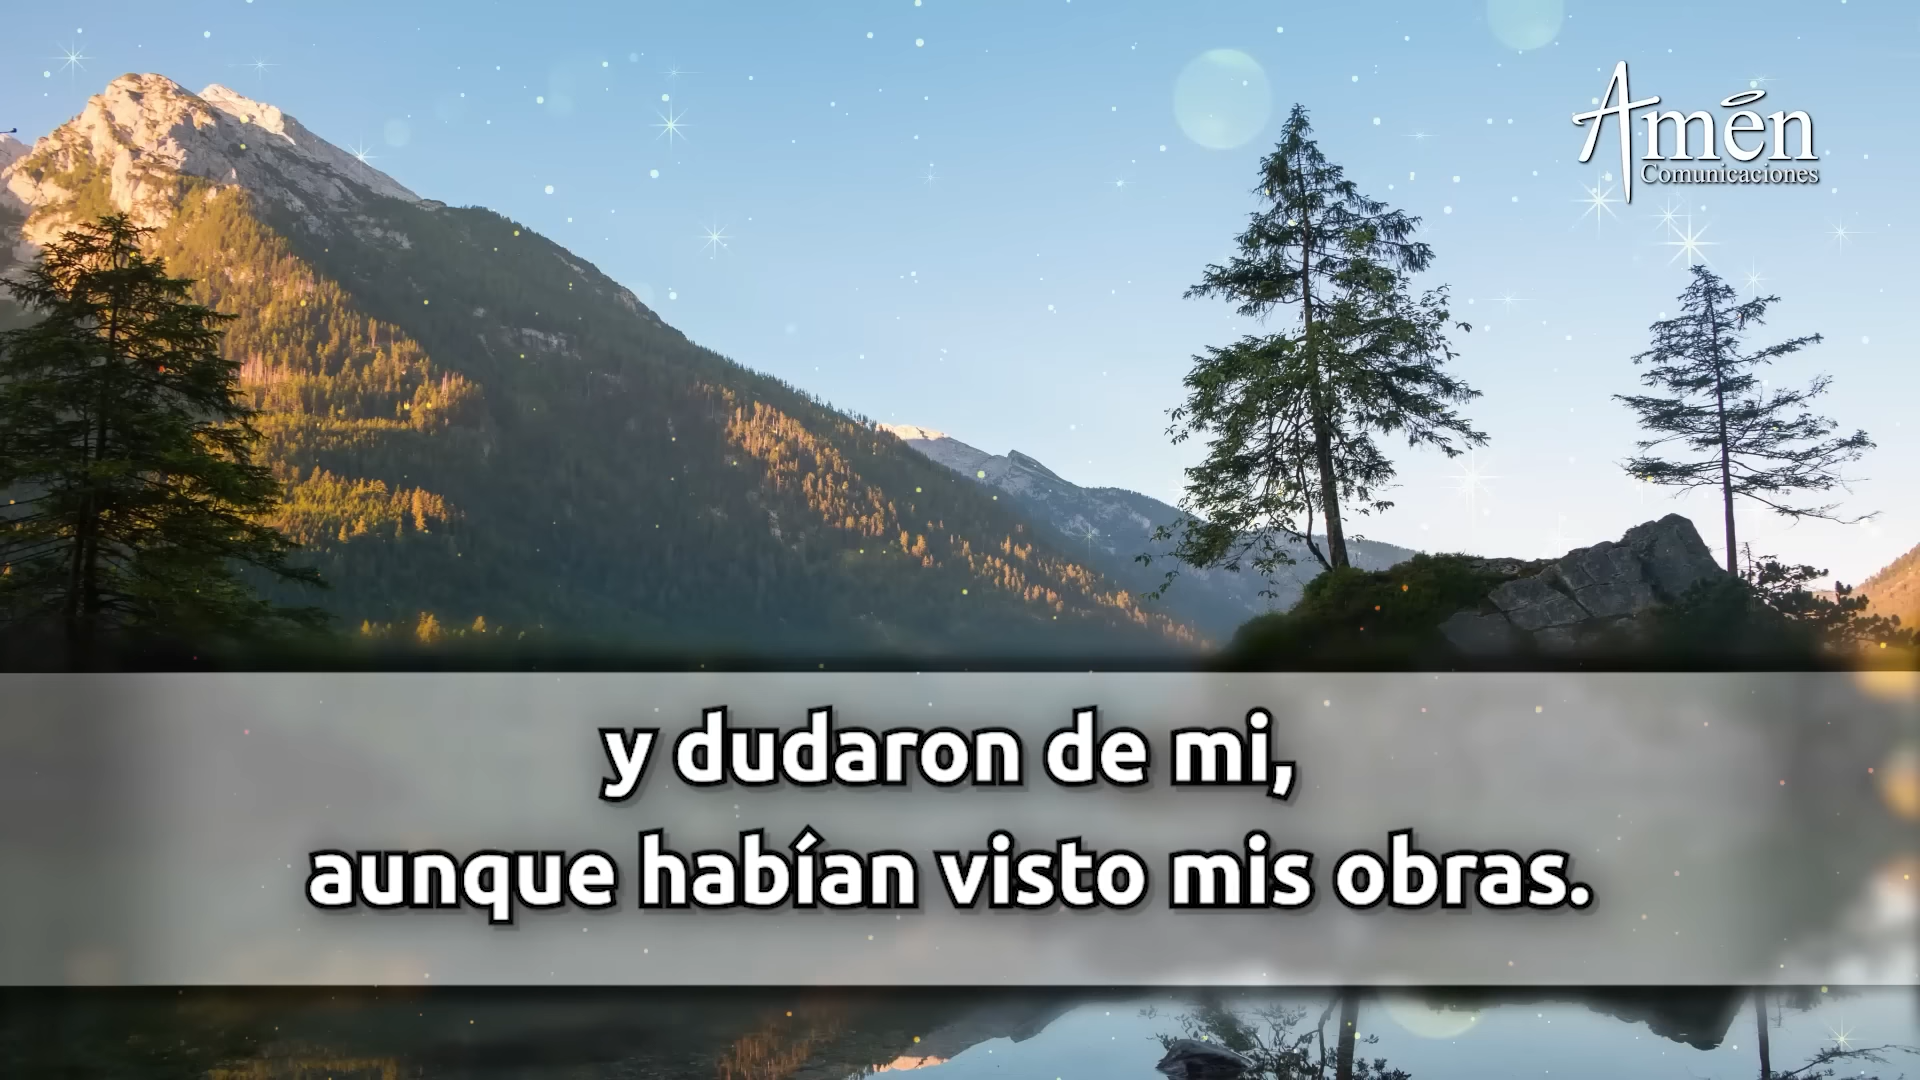 Amén
Comunicaciones
y dudaron de mi,
aunque habían visto mis obras.